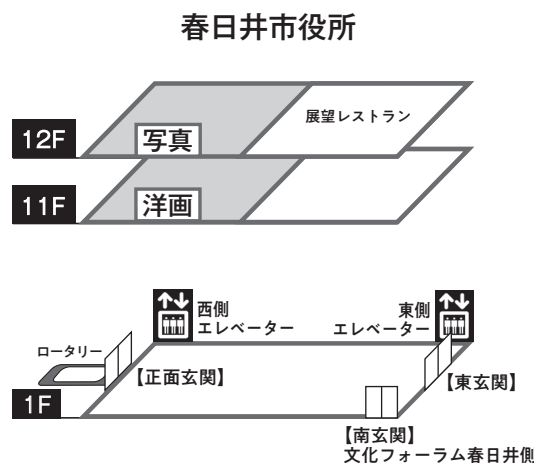 春日井市役所
展望レストラン
12F
写真
11F
洋画
西側
エレベーター
東側
エレベーター
ロータリー
【正面玄関】
【東玄関】
1F
【南玄関】
文化フォーラム春日井側